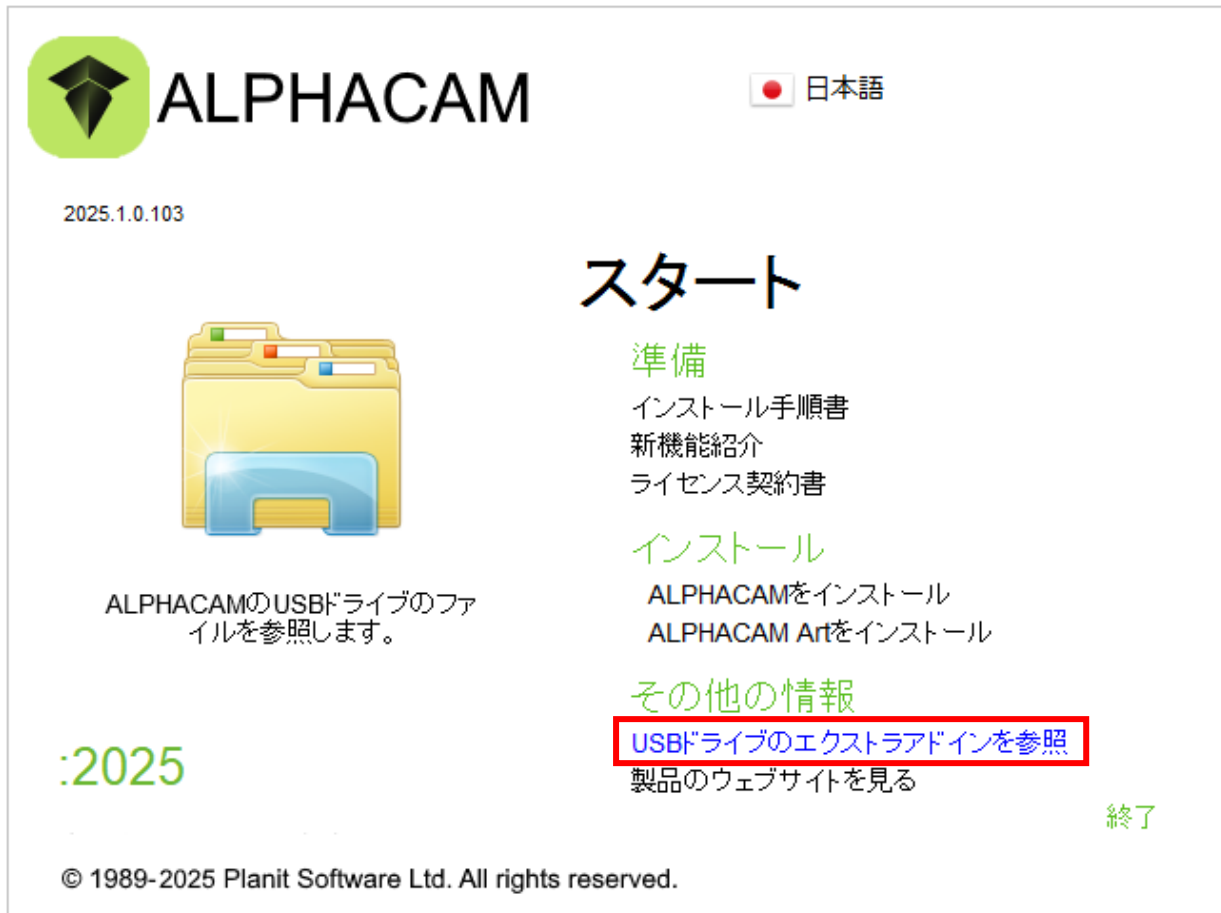 ALPHACAM
日本語
2025.1.0.103
スタート
準備
インストール手順書
新機能紹介
ライセンス契約書
インストール
ALPHACAMをインストール
ALPHACAM Artをインストール
ALPHACAMのUSBドライブのファ
イルを参照します。
その他の情報
USBドライブのエクストラアドインを参照
製品のウェブサイトを見る
:2025
終了
© 1989-2025 Planit Software Ltd. All rights reserved.